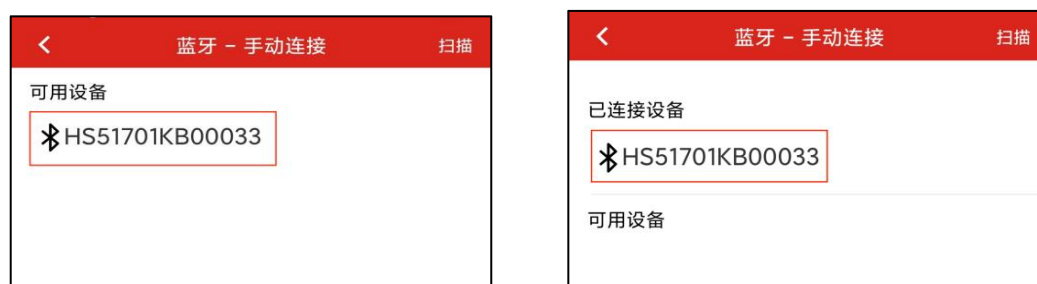 蓝牙 – 手动连接 扫描
可用设备
HS51701KB00033
蓝牙 – 手动连接 扫描
已连接设备
HS51701KB00033
可用设备